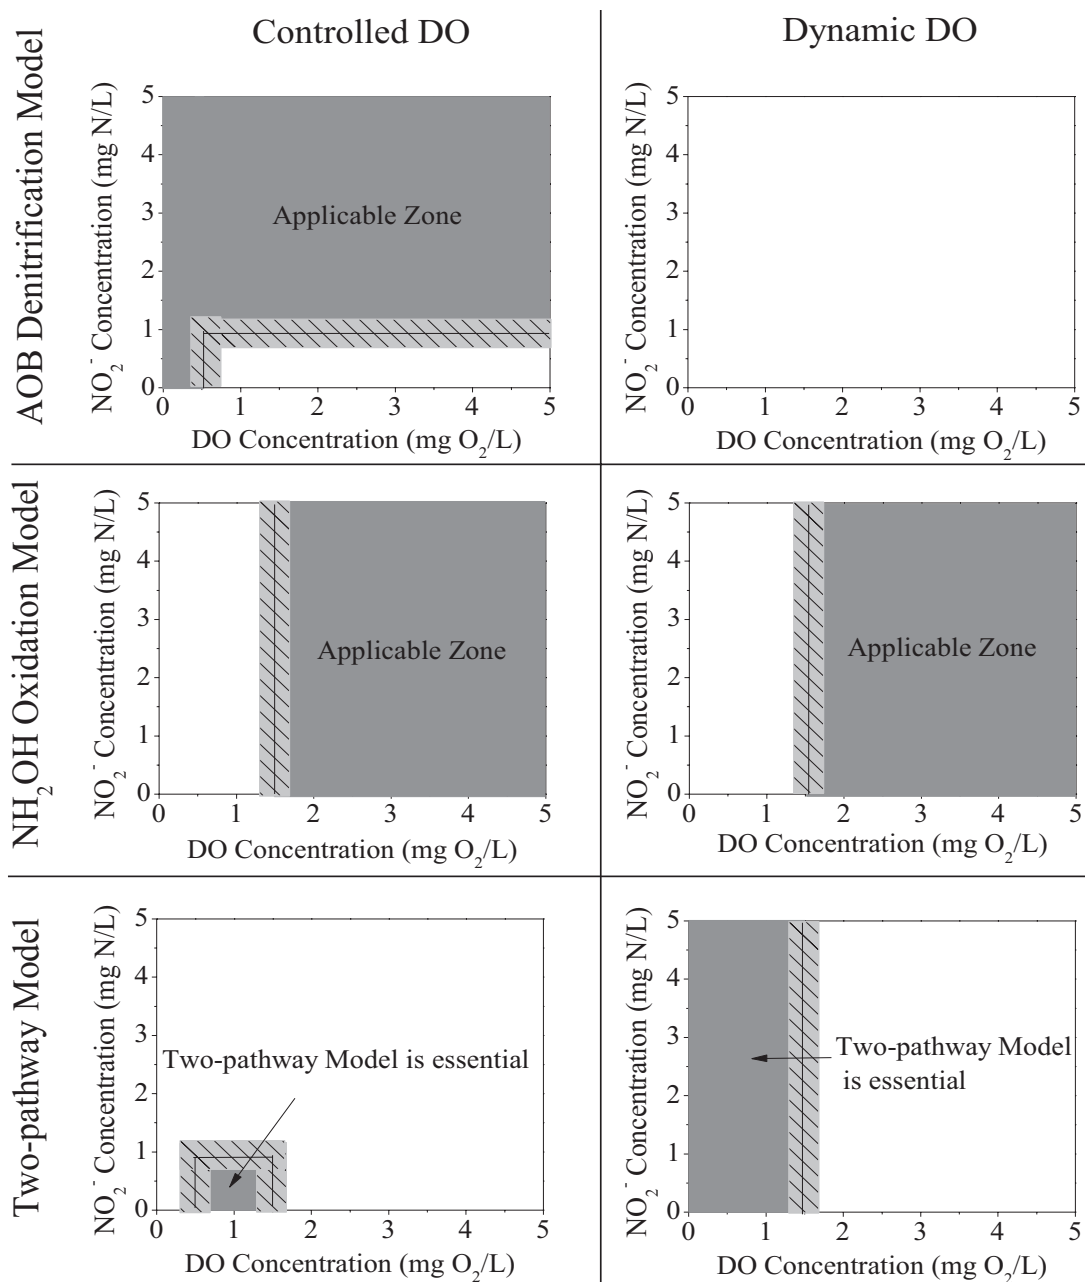 Controlled DO
Dynamic DO
AOB Denitrification Model
NO2- Concentration (mg N/L)
5
4
3
2
1
0
Applicable Zone
0 1 2 3 4 5
DO Concentration (mg O2/L)
NO2- Concentration (mg N/L)
5
4
3
2
1
0
0 1 2 3 4 5
DO Concentration (mg O2/L)
NH2OH Oxidation Model
NO2- Concentration (mg N/L)
5
4
3
2
1
0
Applicable Zone
0 1 2 3 4 5
DO Concentration (mg O2/L)
NO2- Concentration (mg N/L)
5
4
3
2
1
0
Applicable Zone
0 1 2 3 4 5
DO Concentration (mg O2/L)
Two-pathway Model
NO2- Concentration (mg N/L)
5
4
3
2
1
0
Two-pathway Model is essential
0 1 2 3 4 5
DO Concentration (mg O2/L)
NO2- Concentration (mg N/L)
5
4
3
2
1
0
Two-pathway Model
is essential
0 1 2 3 4 5
DO Concentration (mg O2/L)